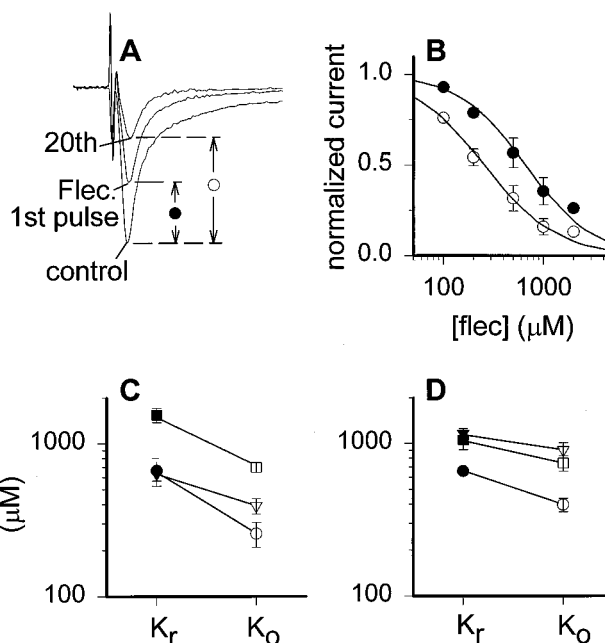 A
20th
Flec.
1st pulse
control
B
normalized current
1.0
0.5
0.0
100
1000
[flec] (μM)
C
(μM)
1000
100
Kr
Ko
D
1000
100
Kr
Ko